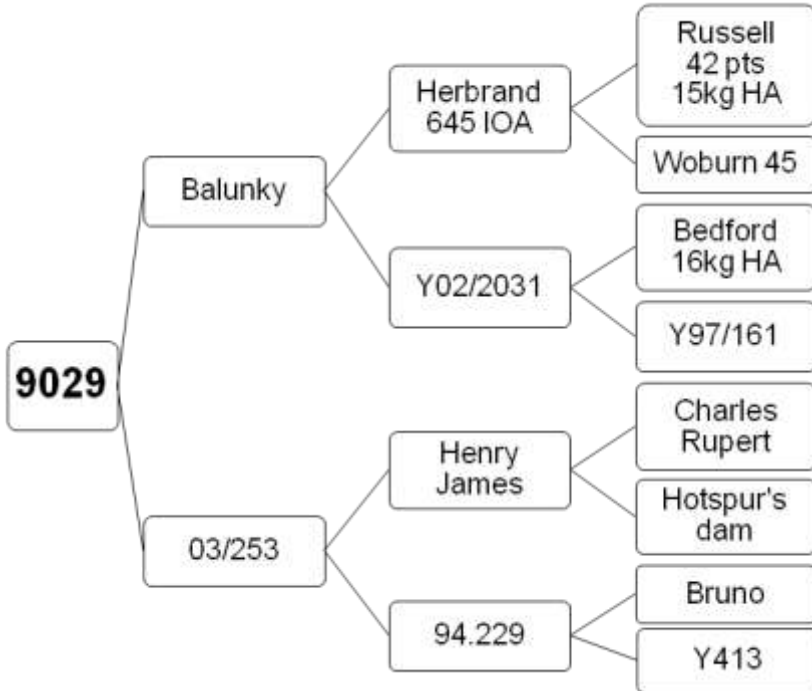 9029
Balunky
03/253
Herbrand
645 IOA
Y02/2031
Henry
James
94.229
Russell
42 pts
15kg HA
Woburn 45
Bedford
16kg HA
Y97/161
Charles
Rupert
Hotspur's
dam
Bruno
Y413